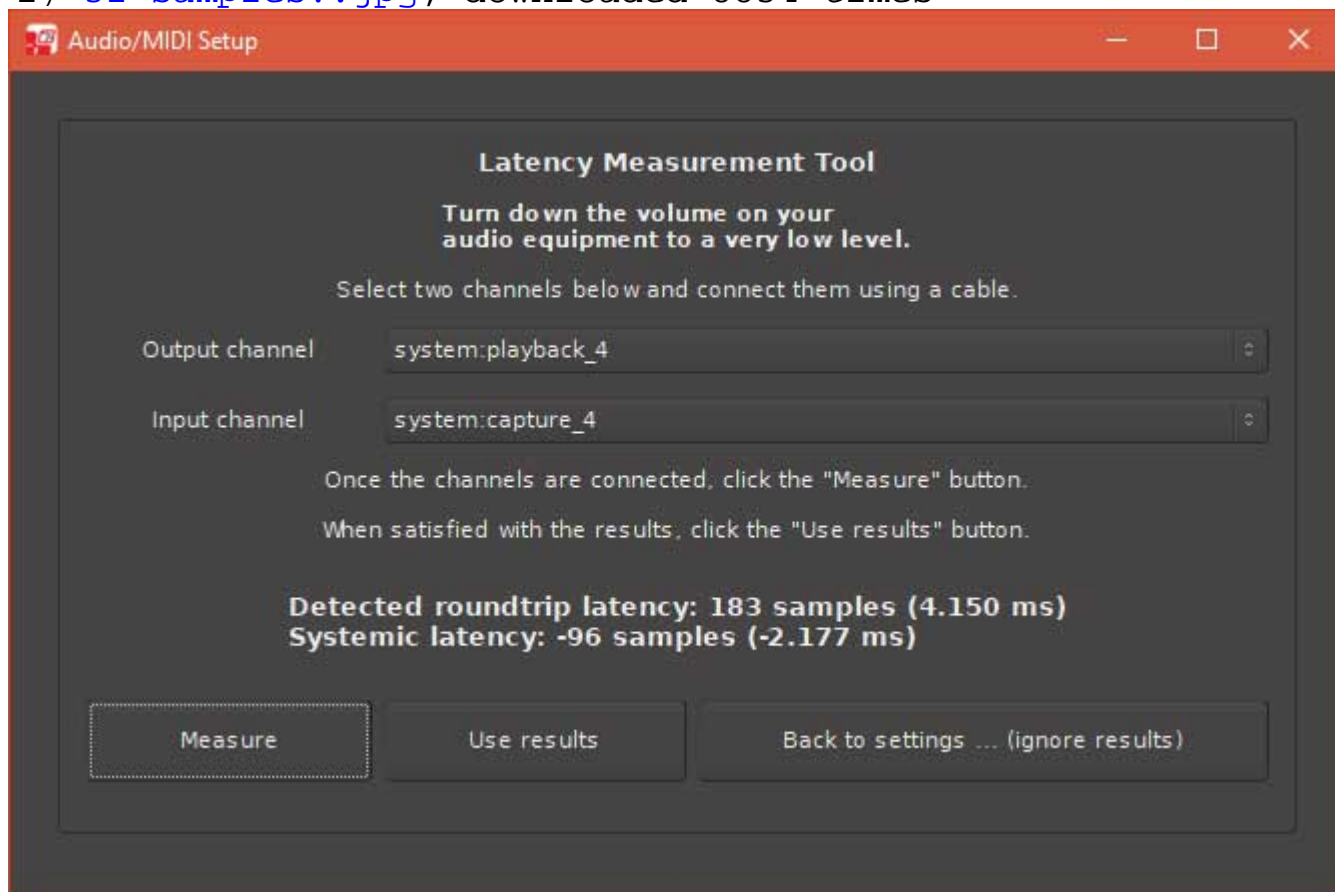 Audio/MIDI Setup
Latency Measurement Tool
Turn down the volume on your
audio equipment to a very low level.
Select two channels below and connect them using a cable.
Output channel system:playback_4
Input channel system:capture_4
Once the channels are connected, click the "Measure" button.
When satisfied with the results, click the "Use results" button.
Detected roundtrip latency: 183 samples (4.150 ms)
Systemic latency: -96 samples (-2.177 ms)
Measure Use results Back to settings ... (ignore results)